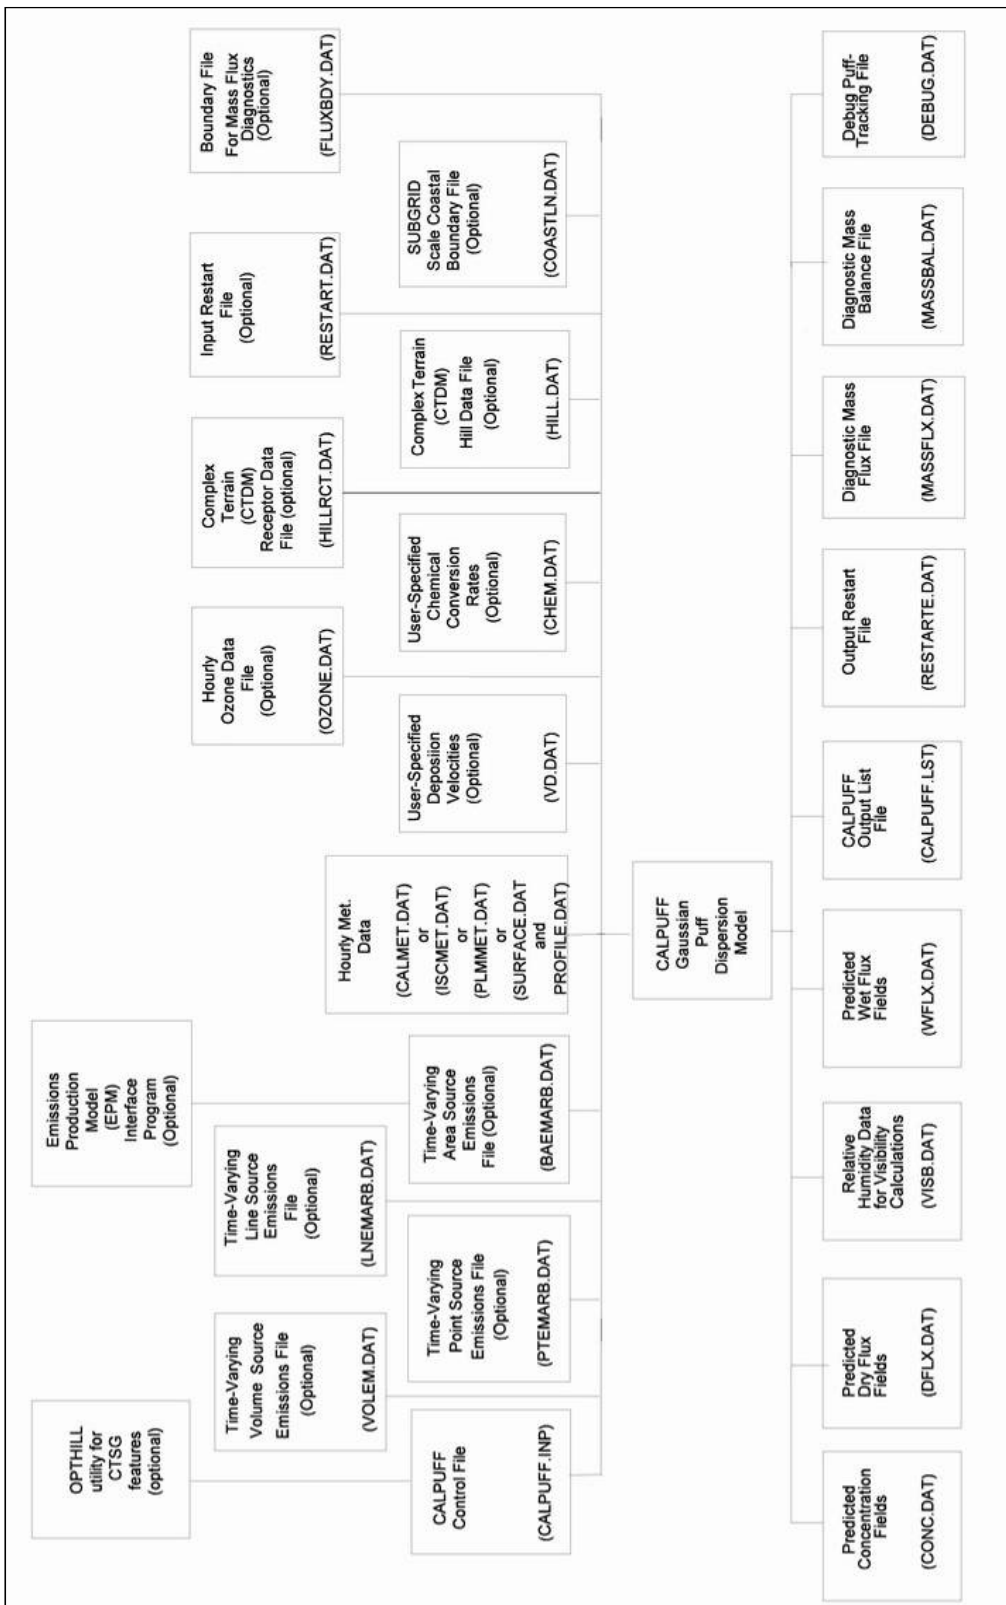 OPTHILL
utility for
CTSG
features
(optional)
Emissions
Production
Model
(EPM)
Interface
Program
(Optional)
Time-Varying
Volume Source
Emissions File
(Optional)
(VOLEM.DAT)
Time-Varying
Line Source
Emissions
File
(Optional)
(LNEMARB.DAT)
Hourly
Ozone Data
File
(Optional)
(OZONE.DAT)
Complex
Terrain
(CTDM)
Receptor Data
File (optional)
(HILLRCT.DAT)
Input Restart
File
(Optional)
(RESTART.DAT)
Boundary File
For Mass Flux
Diagnostics
(Optional)
(FLUXBDY.DAT)
CALPUFF
Control File
(CALPUFF.INP)
Time-Varying
Point Source
Emissions File
(Optional)
(PTEMARB.DAT)
Time-Varying
Area Source
Emissions
File (Optional)
(BAEMARB.DAT)
Hourly Met.
Data
(CALMET.DAT)
or
(ISCMET.DAT)
or
(PLMMET.DAT)
or
(SURFACE.DAT
and
PROFILE.DAT)
User-Specified
Deposiion
Velocities
(Optional)
(VD.DAT)
User-Specified
Chemical
Conversion
Rates
(Optional)
(CHEM.DAT)
Complex Terrain
(CTDM)
Hill Data File
(Optional)
(HILL.DAT)
SUBGRID
Scale Coastal
Boundary File
(Optional)
(COASTLN.DAT)
CALPUFF
Gaussian
Puff
Dispersion
Model
Predicted
Concentration
Fields
(CONC.DAT)
Predicted
Dry Flux
Fields
(DFLX.DAT)
Relative
Humidity Data
for Visibility
Calculations
(VISB.DAT)
Predicted
Wet Flux
Fields
(WFLX.DAT)
CALPUFF
Output List
File
(CALPUFF.LST)
Output Restart
File
(RESTARTE.DAT)
Diagnostic Mass
Flux File
(MASSFLX.DAT)
Diagnostic Mass
Balance File
(MASSBAL.DAT)
Debug Puff-
Tracking File
(DEBUG.DAT)